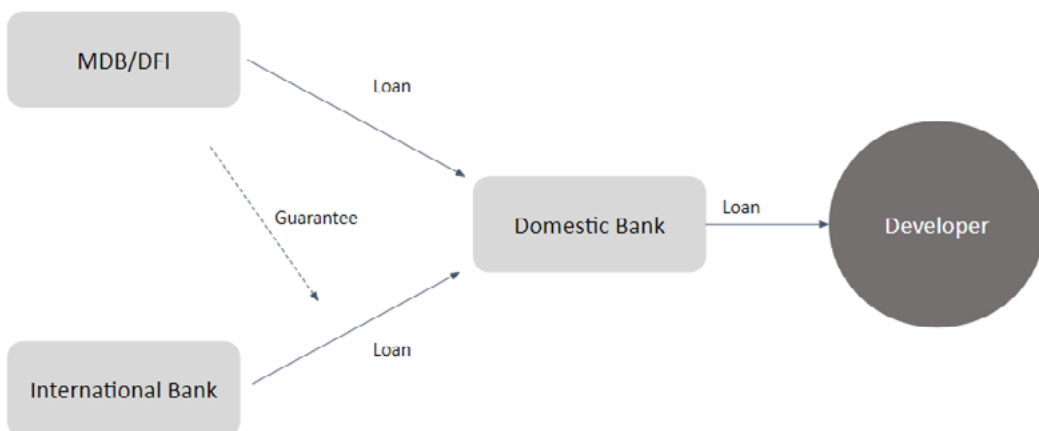 MDB/DFI
Loan
Guarantee
Domestic Bank
Loan
Developer
Loan
International Bank